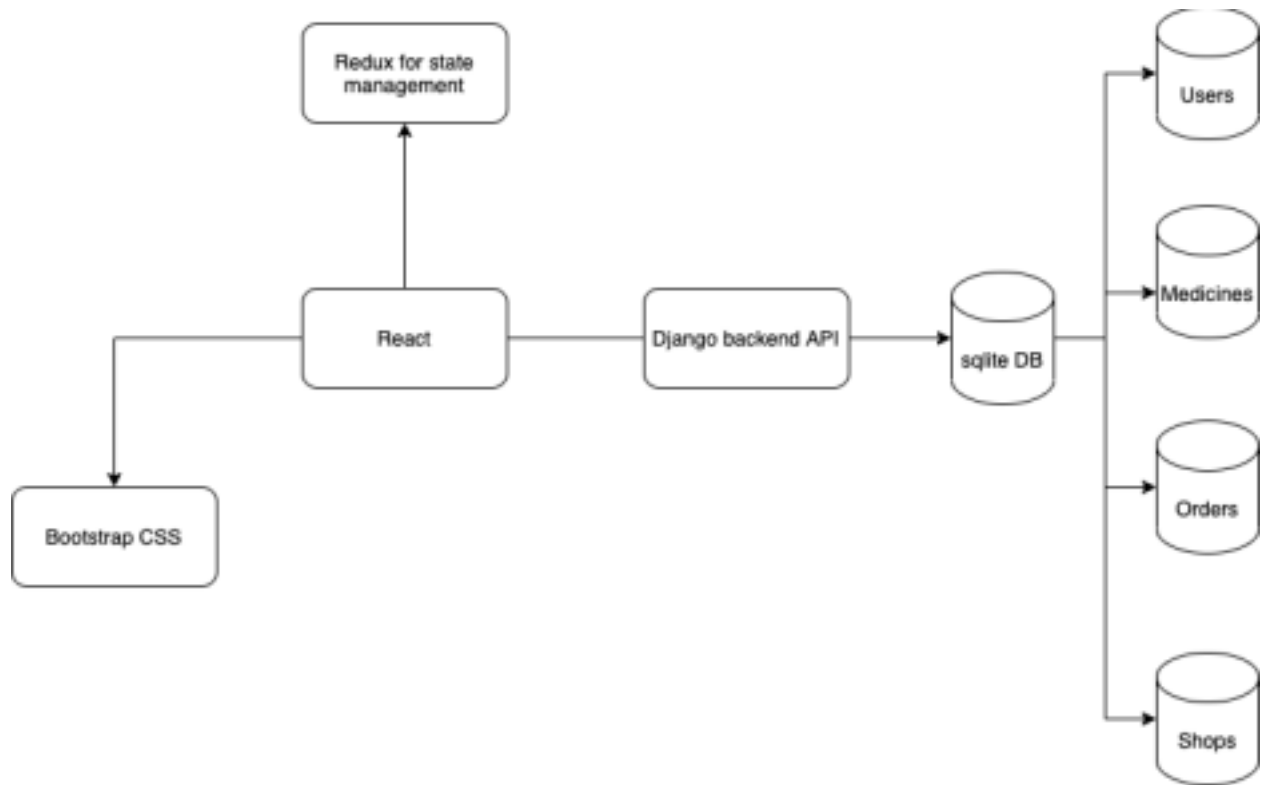 Redux for state
management
Users
Medicines
React
Django backend API
sqlite DB
Orders
Bootstrap CSS
Shops